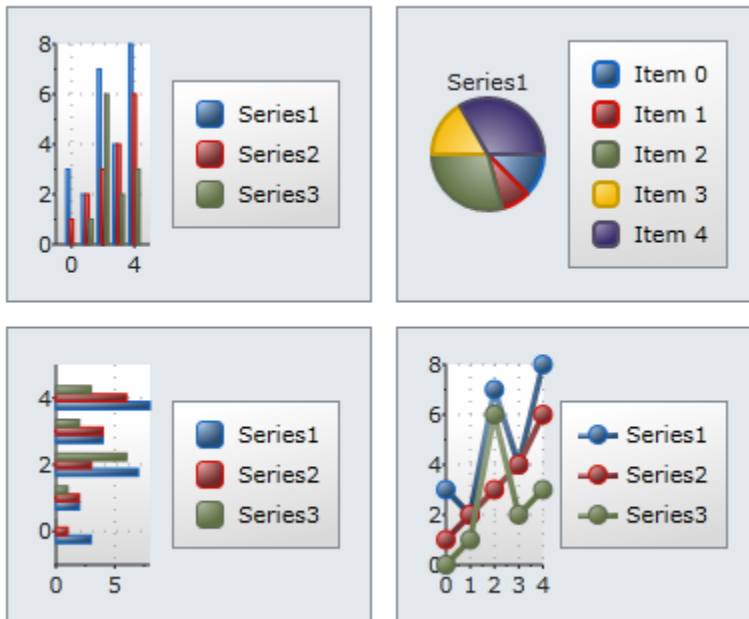 8
6
4
2
0
0 4
Series1
Series2
Series3
Series1
Item 0
Item 1
Item 2
Item 3
Item 4
4
2
0
0 5
Series1
Series2
Series3
8
6
4
2
0
0 1 2 3 4
Series1
Series2
Series3